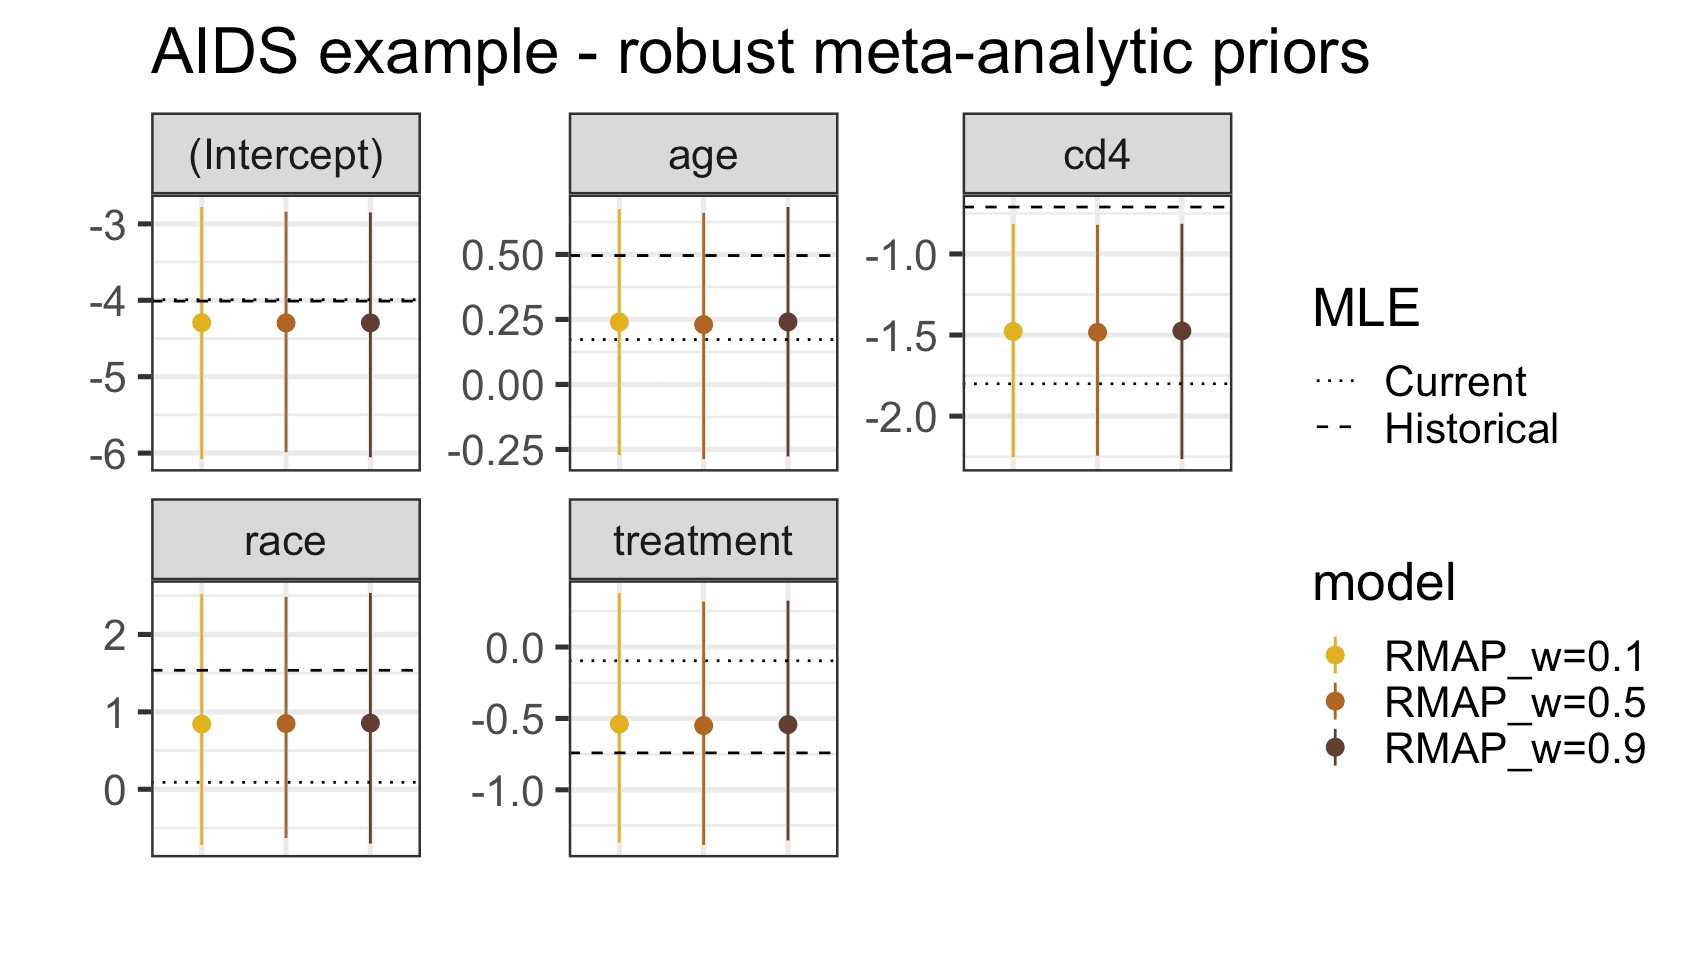 AIDS example - robust meta-analytic priors
(Intercept)
age
cd4
-3
-4
-5
-6
0.50
0.25
0.00
-0.25
-1.0
-1.5
-2.0
race
treatment
2
1
0
0.0
-0.5
-1.0
MLE
Current
Historical
model
RMAP_w=0.1
RMAP_w=0.5
RMAP_w=0.9